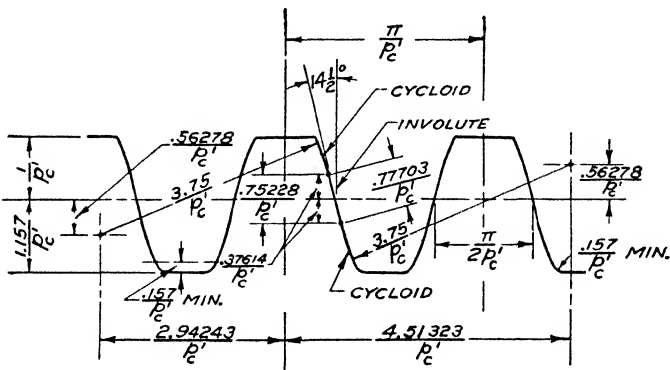 π/P'c
14½°
CYCLOID
INVOLUTE
.56278/P'c
1/P'c
3.75/P'c
.75228/P'c
.77703/P'c
.56278/P'c
1.157/P'c
.37614/P'c
3.75/P'c
π/2P'c
.157/P'c MIN.
.157/P'c MIN.
CYCLOID
2.94243/P'c
4.51323/P'c